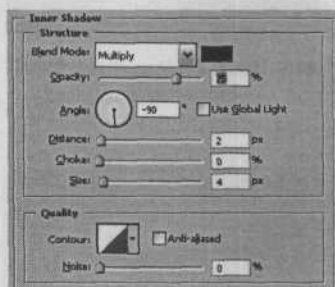 Inner Shadow
Structure
Blend Mode: Multiply
Opacity: %
Angle: -90 ° Use Global Light
Distance: 2 px
Choke: 0 %
Size: 4 px
Quality
Contour: Anti-aliased
Noise: 0 %